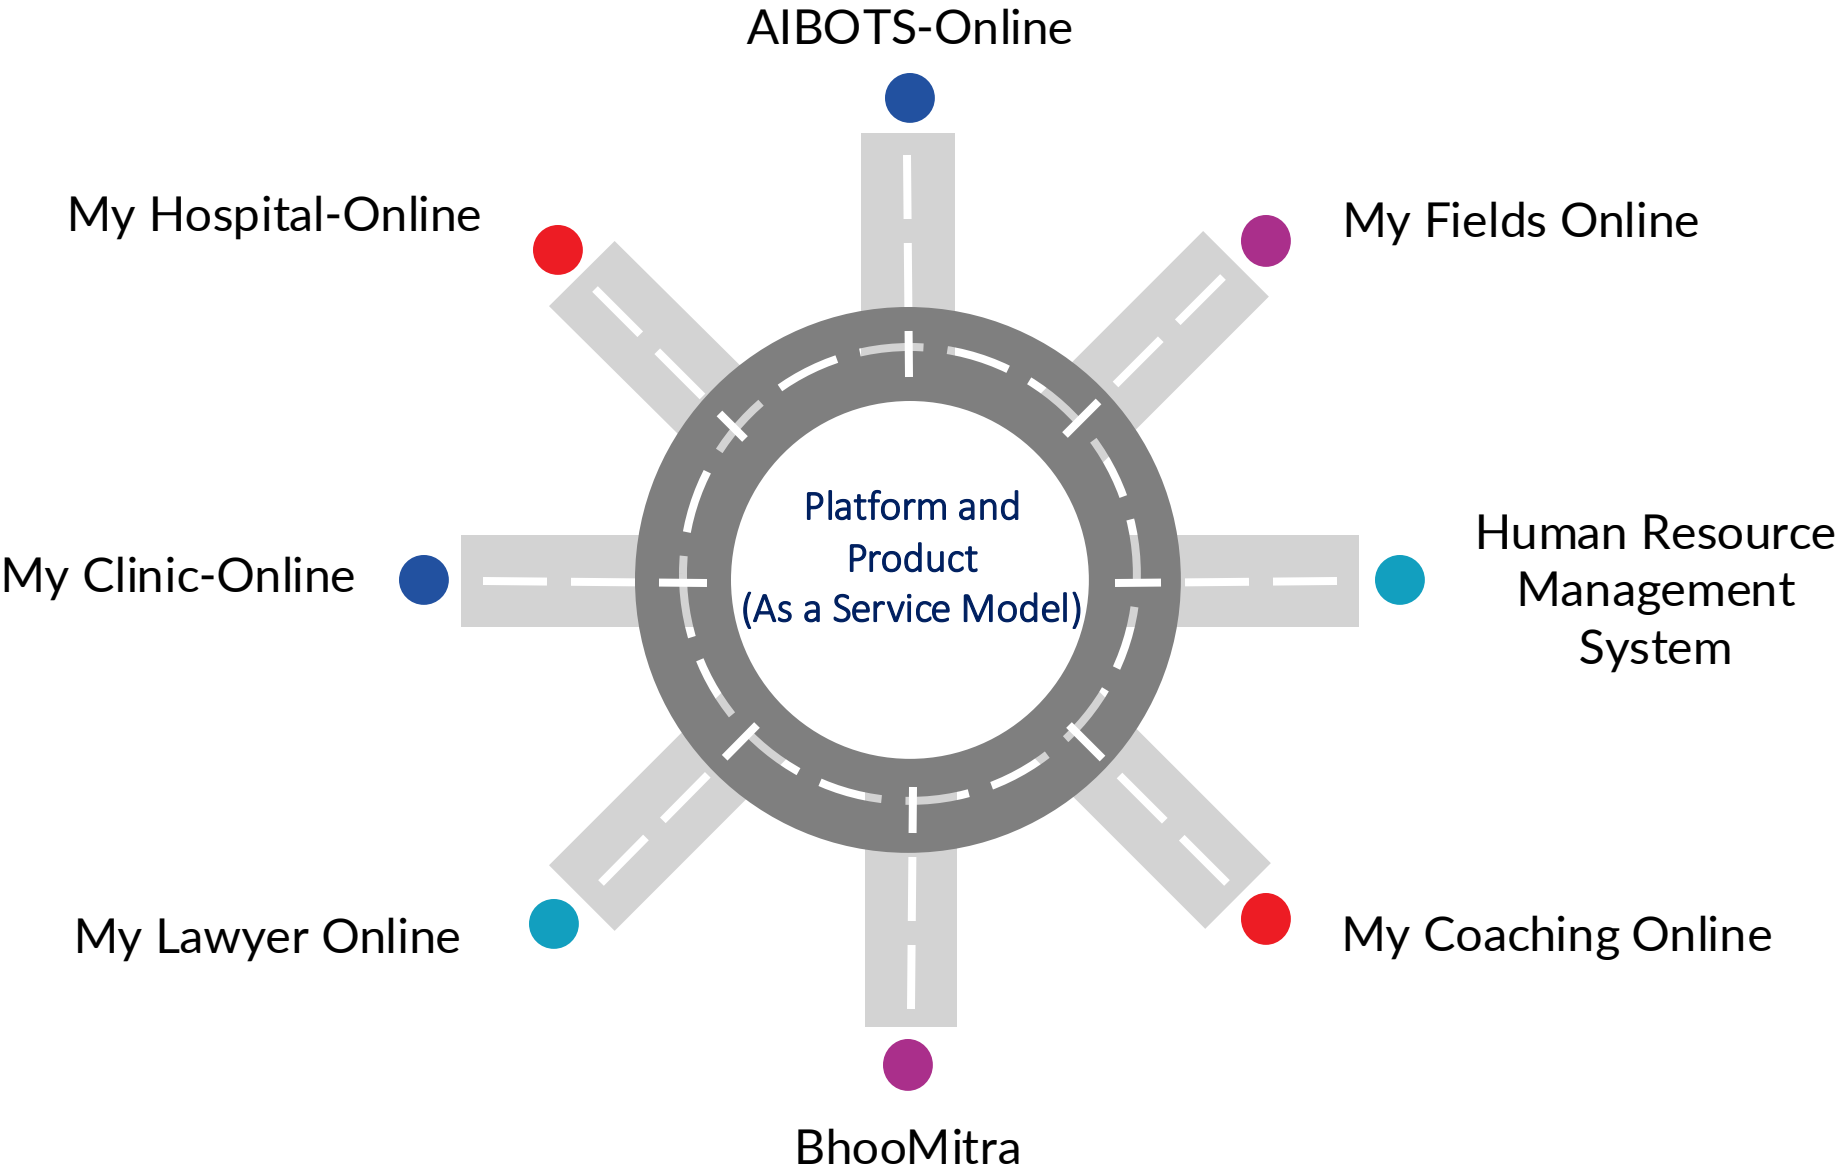 AIBOTS-Online
My Hospital-Online
My Fields Online
Platform and
Product
(As a Service Model)
My Clinic-Online
Human Resource
Management
System
My Lawyer Online
My Coaching Online
BhooMitra